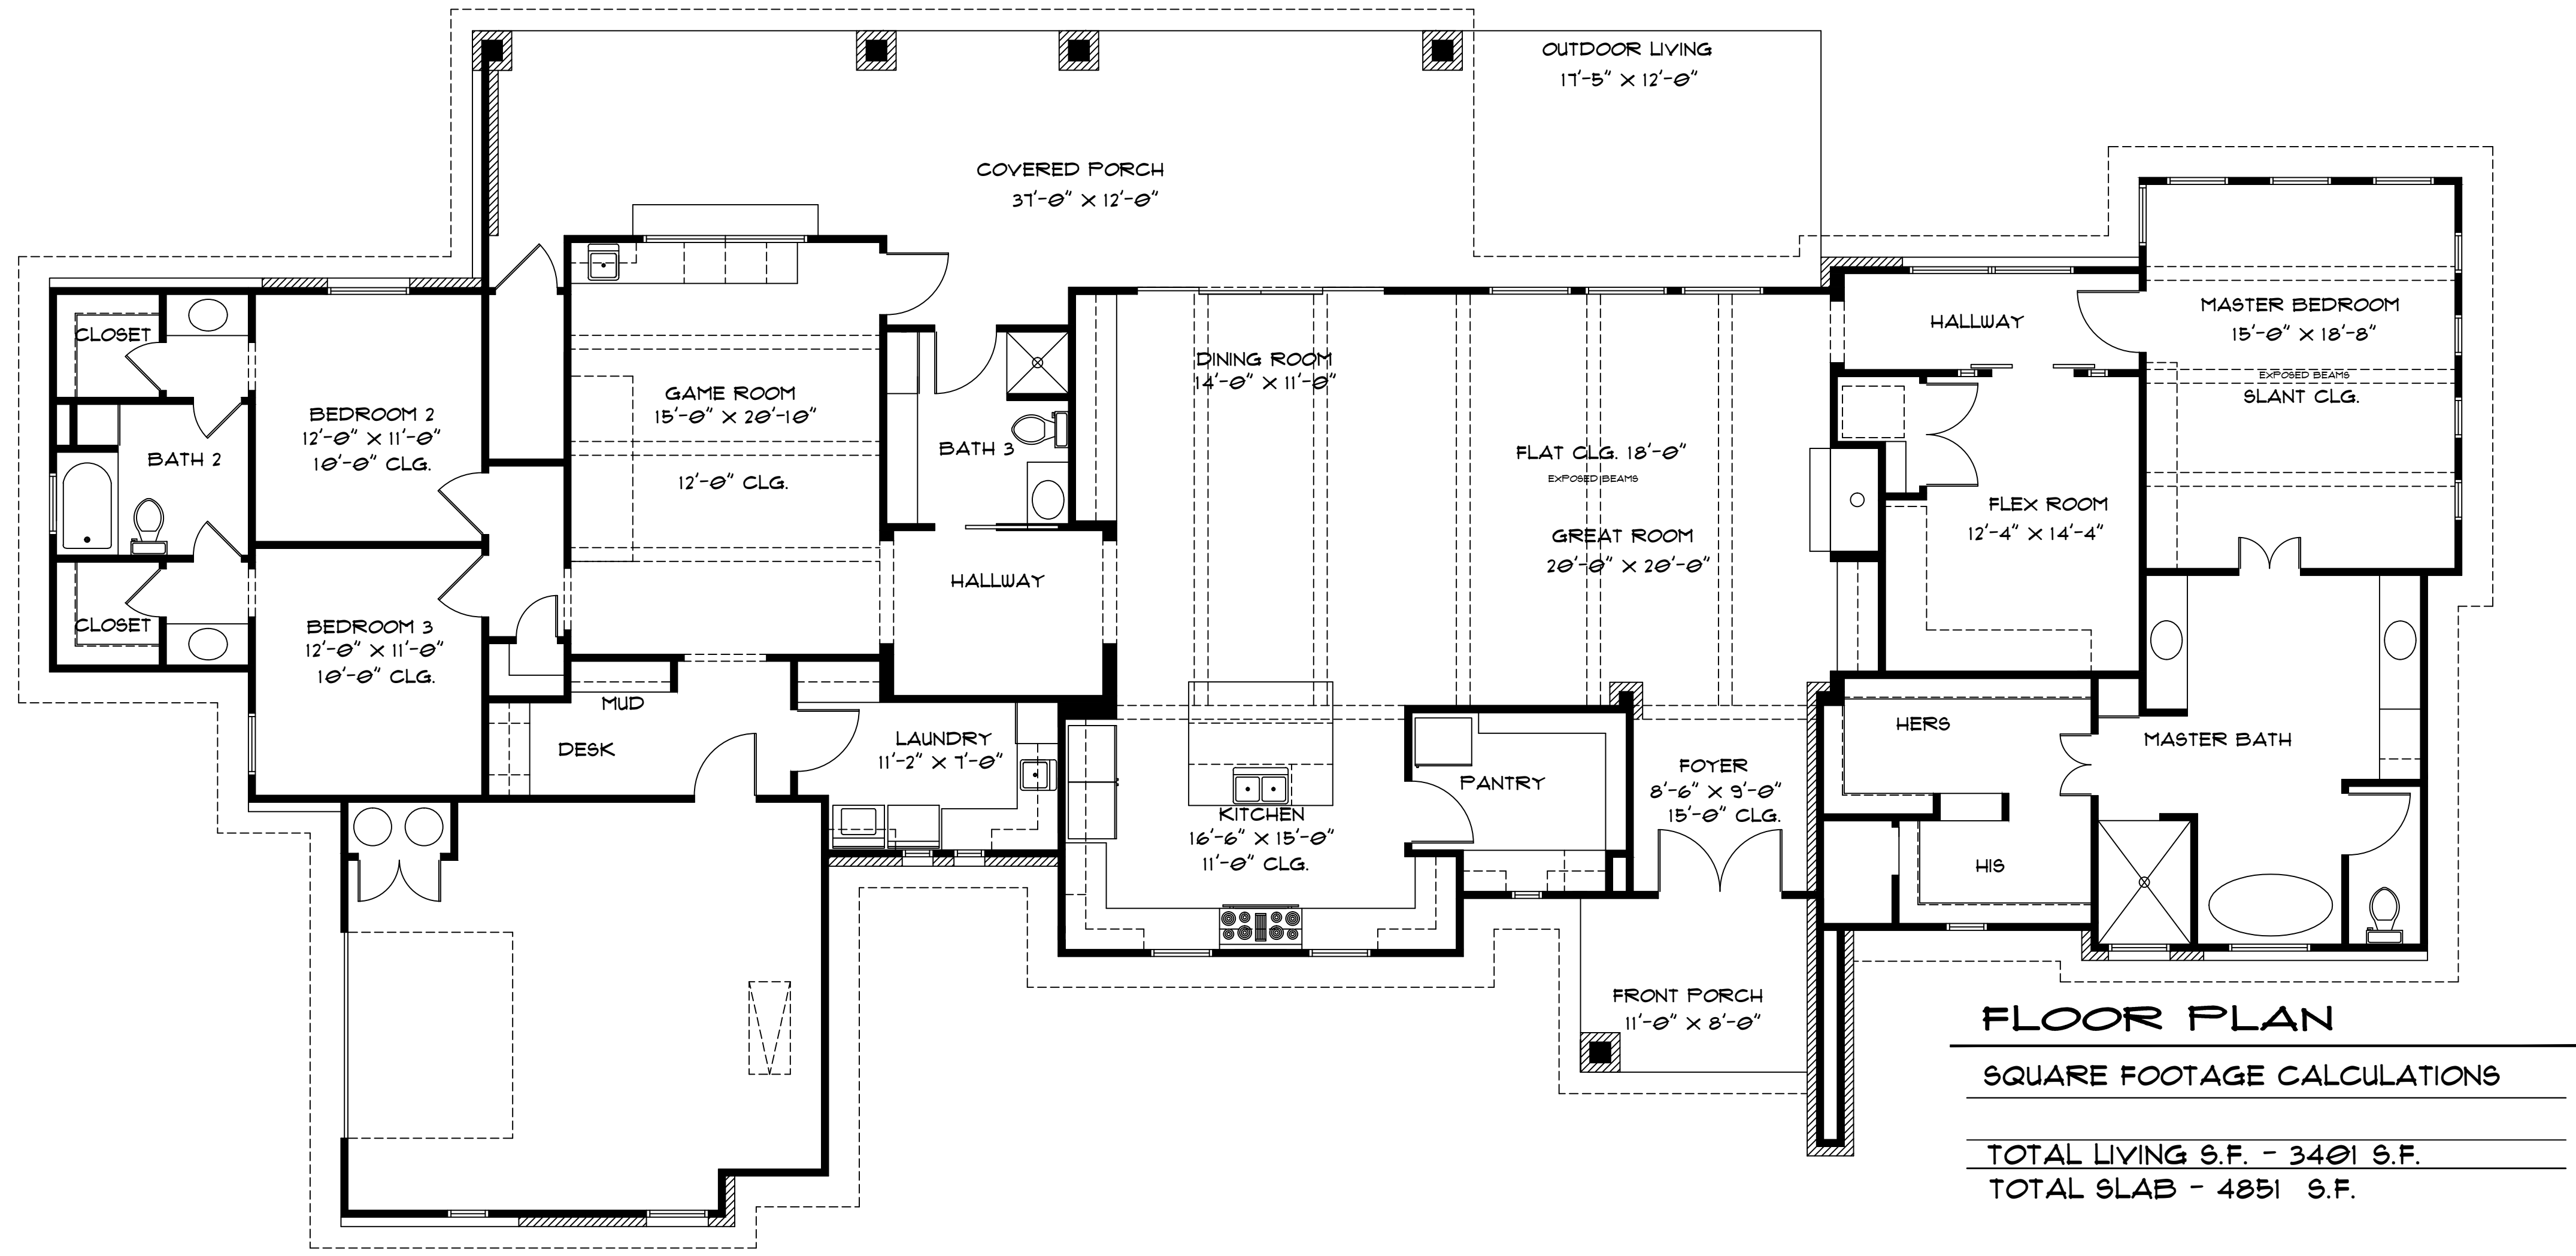 OUTDOOR LIVING
17'-5" X 12'-0"
COVERED PORCH
37'-0" X 12'-0"
CLOSET
BEDROOM 2
12'-0" X 11'-0"
10'-0" CLG.
BATH 2
CLOSET
BEDROOM 3
12'-0" X 11'-0"
10'-0" CLG.
GAME ROOM
15'-0" X 20'-10"
12'-0" CLG.
BATH 3
HALLWAY
MUD
DESK
LAUNDRY
11'-2" X 7'-0"
DINING ROOM
14'-0" X 11'-0"
FLAT CLG. 18'-0"
EXPOSED BEAMS
GREAT ROOM
20'-0" X 20'-0"
KITCHEN
16'-6" X 15'-0"
11'-0" CLG.
PANTRY
FOYER
8'-6" X 9'-0"
15'-0" CLG.
FRONT PORCH
11'-0" X 8'-0"
HALLWAY
FLEX ROOM
12'-4" X 14'-4"
MASTER BEDROOM
15'-0" X 18'-8"
EXPOSED BEAMS
SLANT CLG.
HERS
HIS
MASTER BATH
FLOOR PLAN
SQUARE FOOTAGE CALCULATIONS
TOTAL LIVING S.F. - 3401 S.F.
TOTAL SLAB - 4851 S.F.